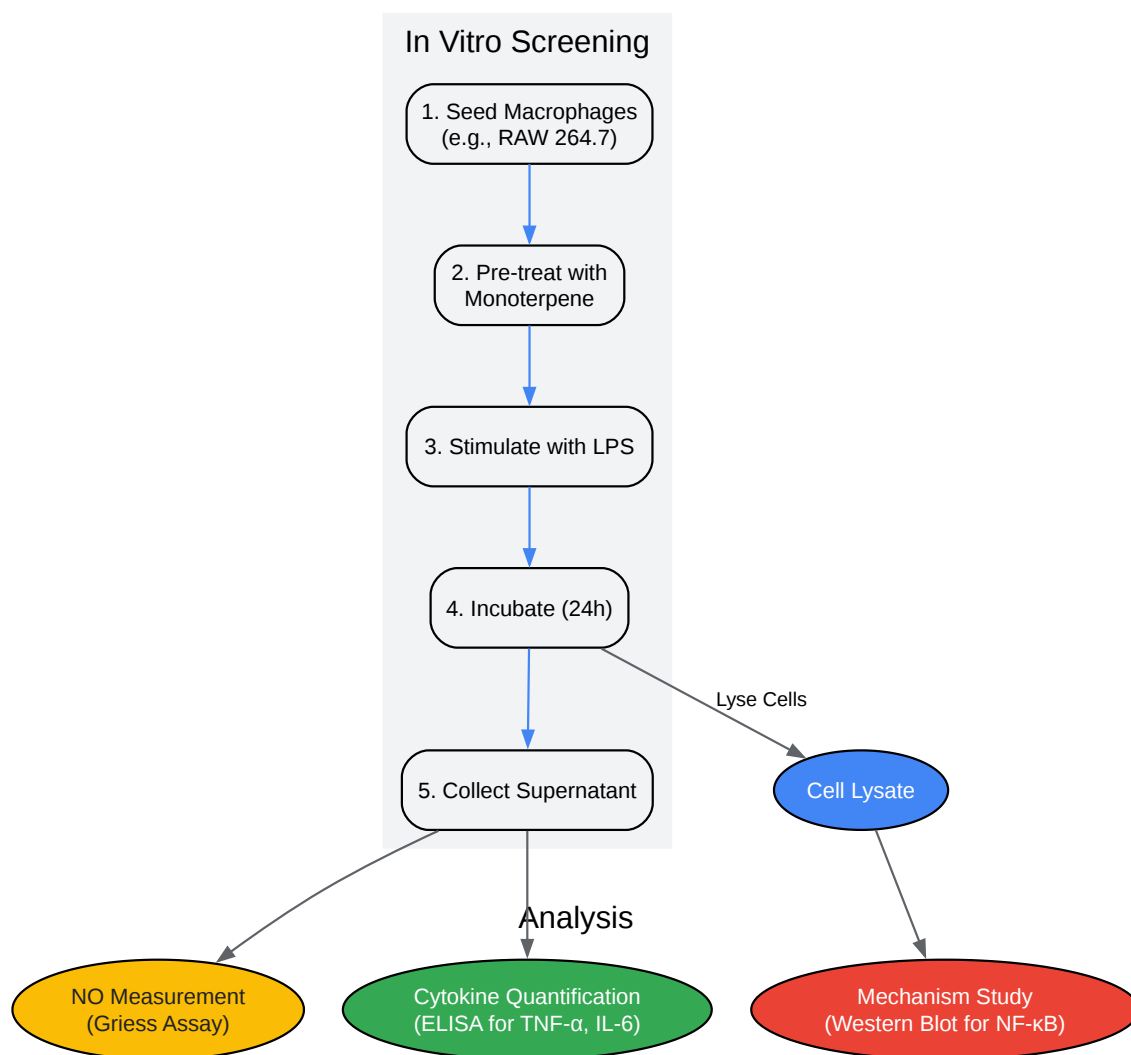 In Vitro Screening
1. Seed Macrophages
(e.g., RAW 264.7)
2. Pre-treat with
Monoterpene
3. Stimulate with LPS
4. Incubate (24h)
Lyse Cells
5. Collect Supernatant
Cell Lysate
Analysis
NO Measurement
(Griess Assay)
Cytokine Quantification
(ELISA for TNF-α, IL-6)
Mechanism Study
(Western Blot for NF-κB)